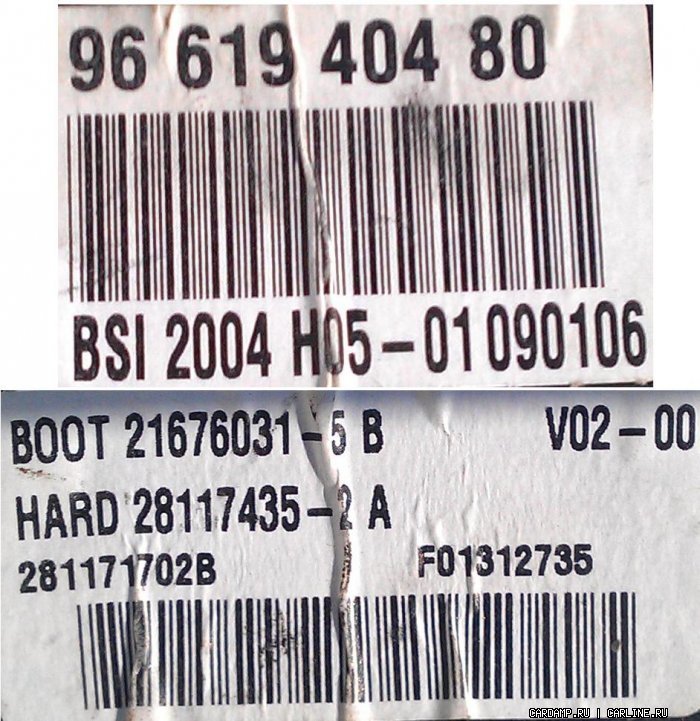 96 619 404 80
BSI 2004 H05-01 090106
BOOT 21676031-5 B V02-00
HARD 28117435-2 A
281171702B F01312735
CARDAMP.RU | CARLINE.RU